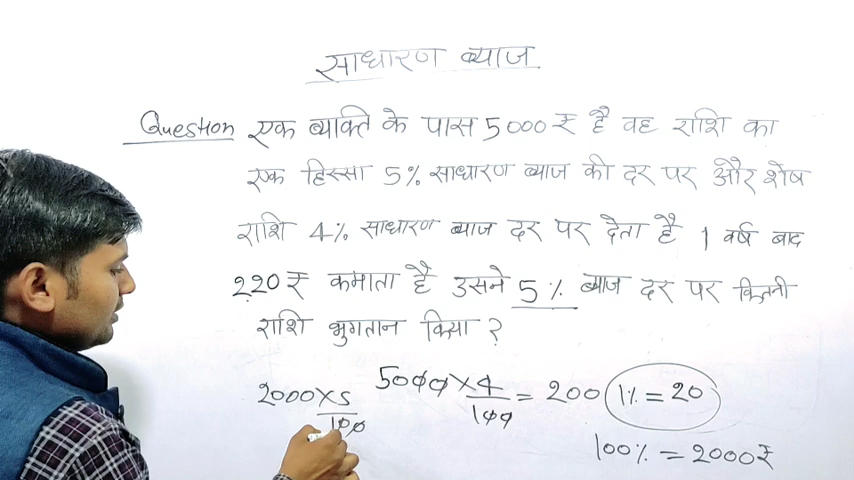 साधारण ब्याज
Question एक ब्यक्ति के पास 5000 ₹ है वह राशि का
एक हिस्सा 5% साधारण ब्याज की दर पर और शेष
राशि 4% साधारण ब्याज दर पर देता है 1 वर्ष बाद
220 ₹ कमाता है उसने 5% ब्याज दर पर कितनी
राशि भुगतान किया ?
2000×5/100 5000×4/100 = 200 1% = 20
100% = 2000₹